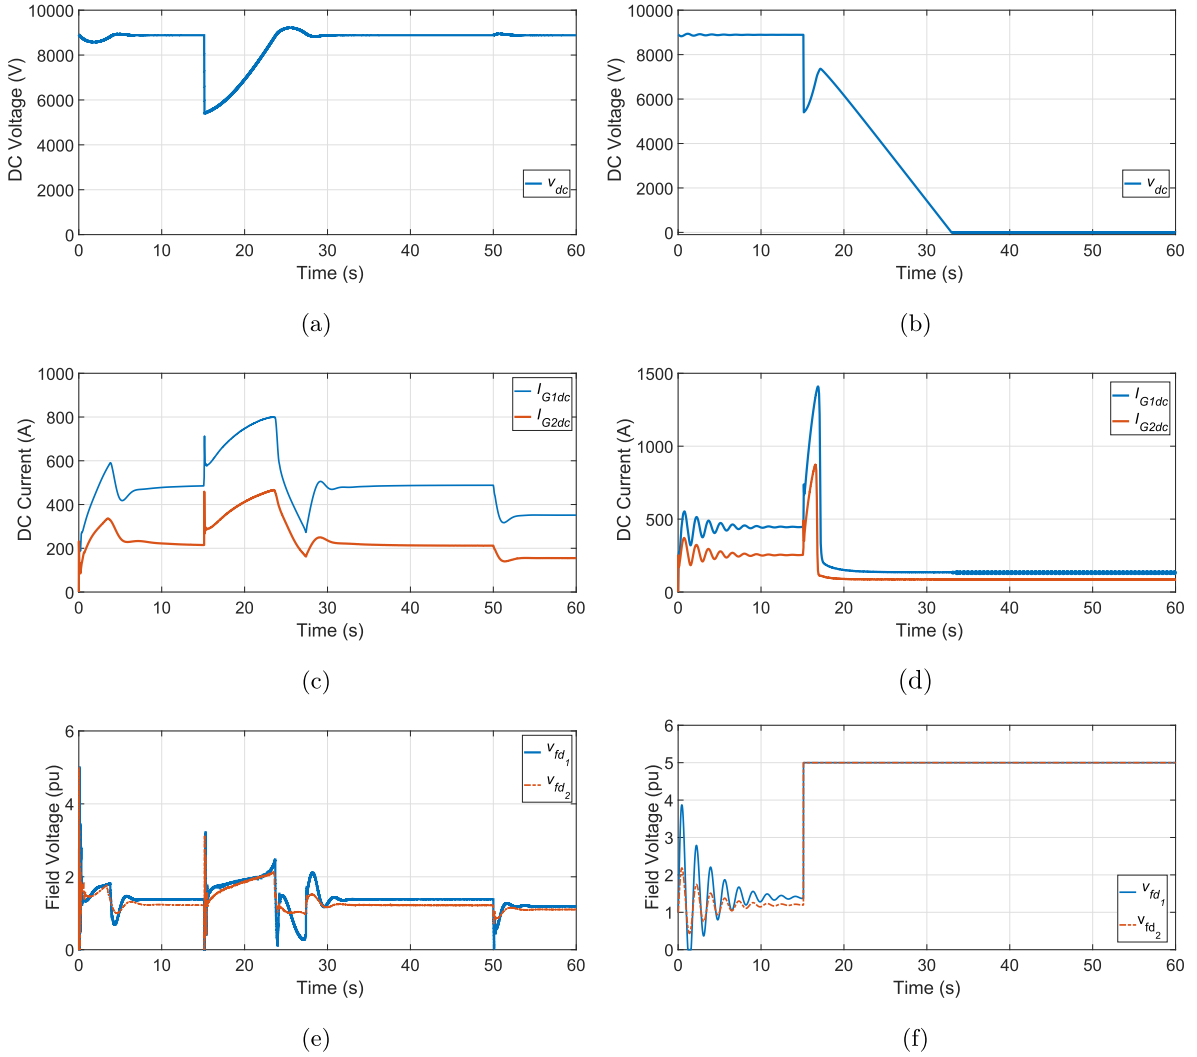 10000
8000
6000
4000
2000
0
DC Voltage (V)
v_dc
0 10 20 30 40 50 60
Time (s)
(a)
10000
8000
6000
4000
2000
0
DC Voltage (V)
v_dc
0 10 20 30 40 50 60
Time (s)
(b)
1000
800
600
400
200
0
DC Current (A)
I_G1dc
I_G2dc
0 10 20 30 40 50 60
Time (s)
(c)
1500
1000
500
0
DC Current (A)
I_G1dc
I_G2dc
0 10 20 30 40 50 60
Time (s)
(d)
6
4
2
0
Field Voltage (pu)
v_fd_1
v_fd_2
0 10 20 30 40 50 60
Time (s)
(e)
6
5
4
3
2
1
0
Field Voltage (pu)
v_fd_1
v_fd_2
0 10 20 30 40 50 60
Time (s)
(f)